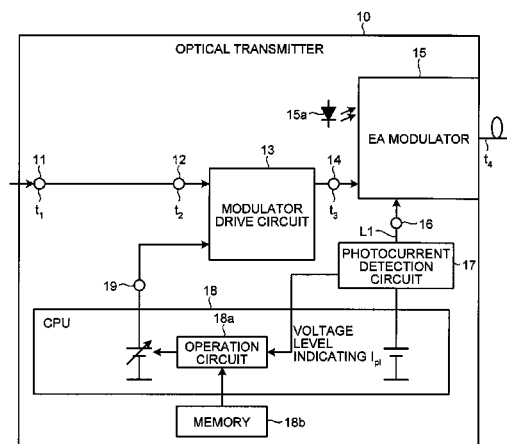 10
OPTICAL TRANSMITTER
15
15a
EA MODULATOR
t4
11
12
13
14
t1
t2
MODULATOR
DRIVE CIRCUIT
t3
16
L1
PHOTOCURRENT
DETECTION
CIRCUIT
17
19
18
CPU
18a
OPERATION
CIRCUIT
VOLTAGE
LEVEL
INDICATING Ipl
MEMORY
18b